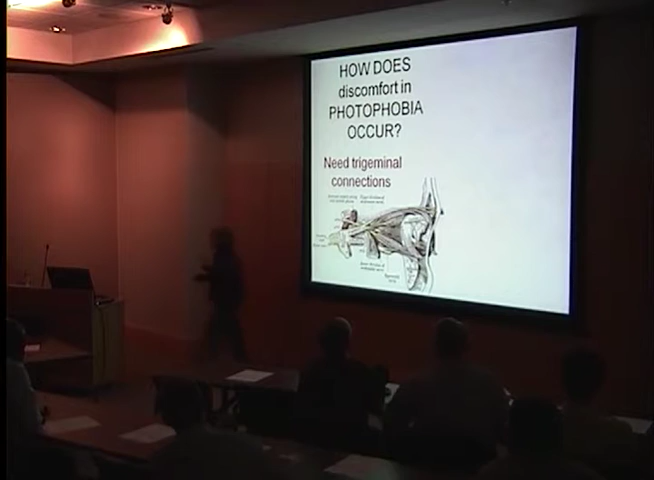 HOW DOES
discomfort in
PHOTOPHOBIA
OCCUR?
Need trigeminal
connections